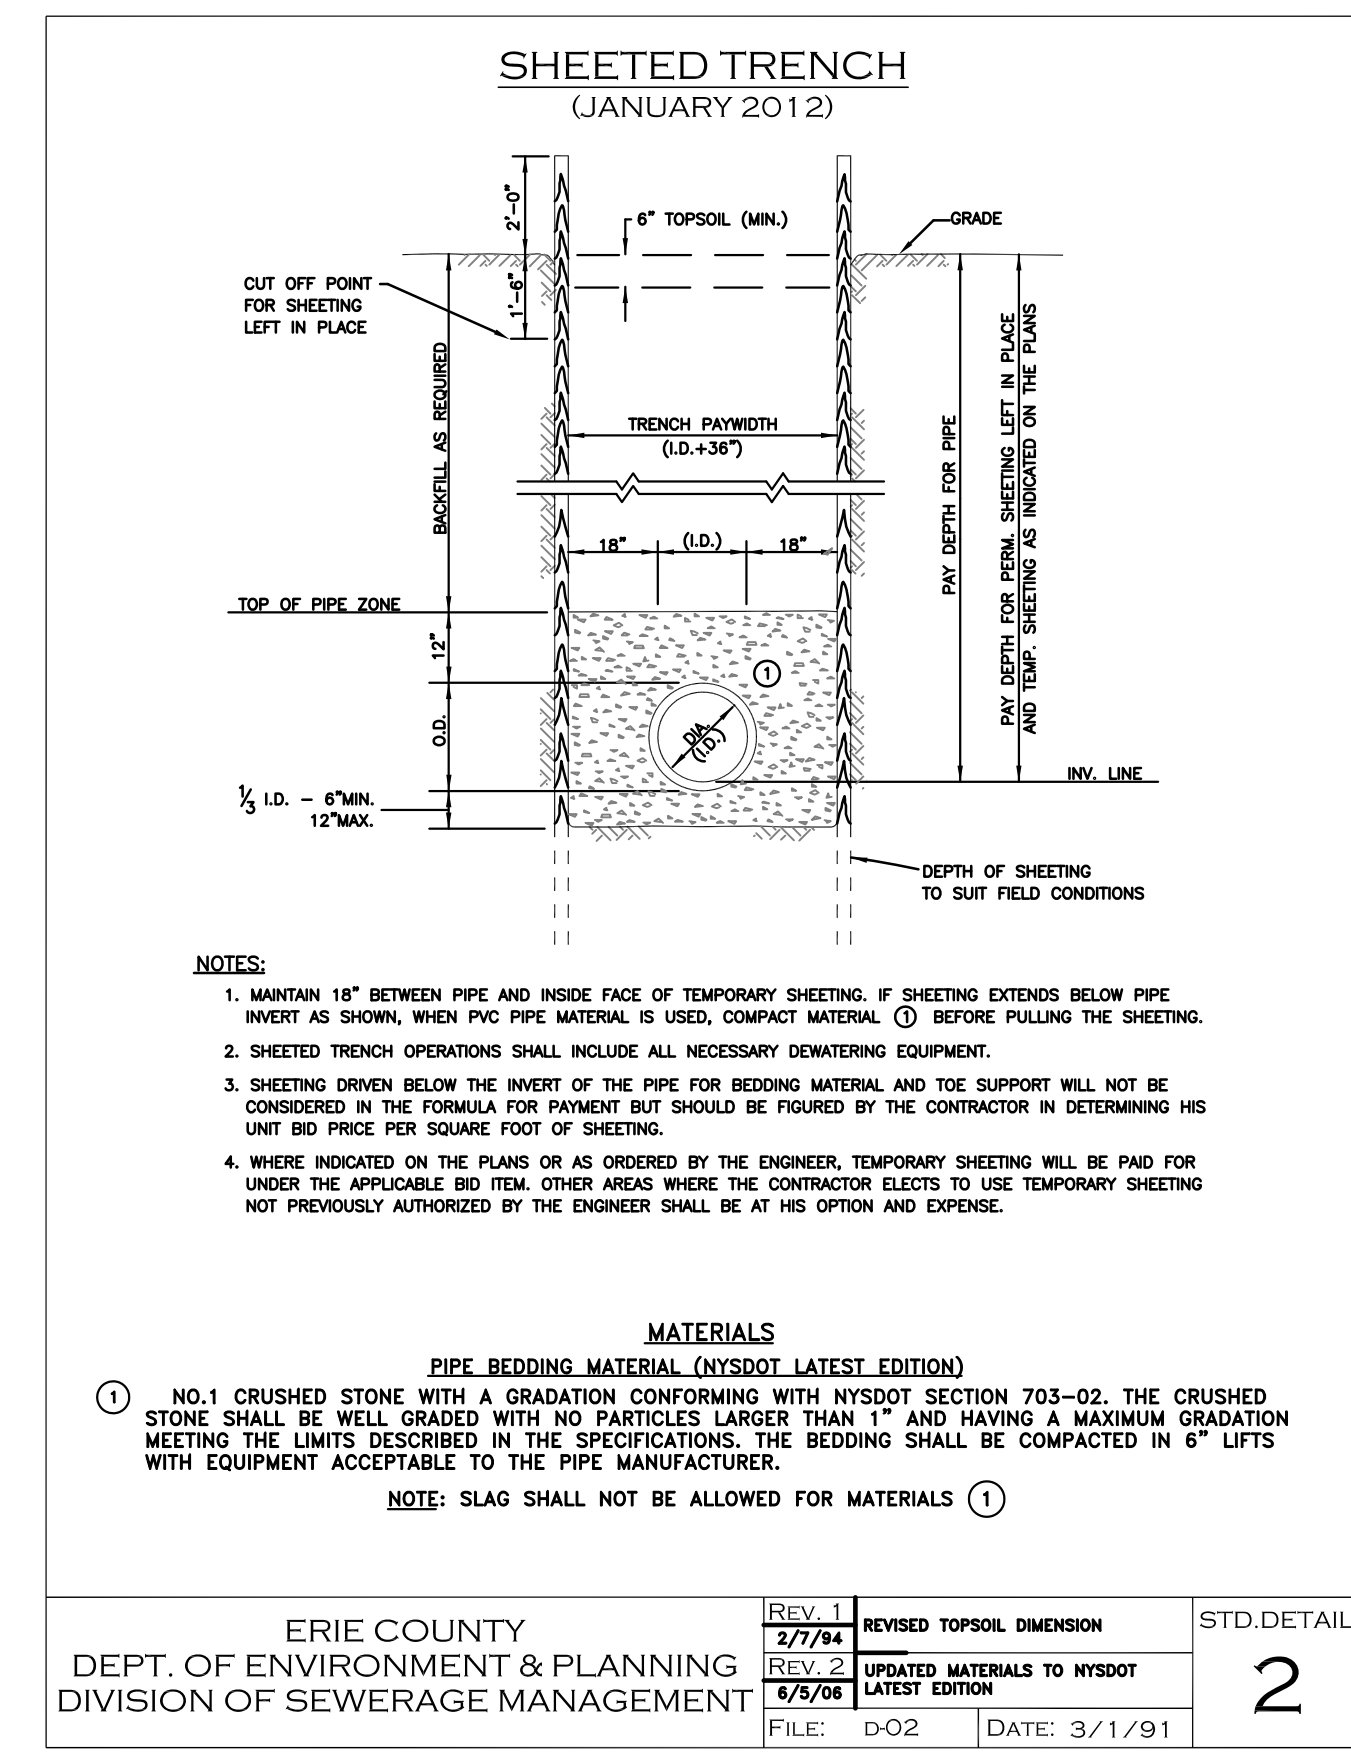 SHEETED TRENCH
(JANUARY 2012)
2'-0"
6" TOPSOIL (MIN.)
GRADE
CUT OFF POINT
FOR SHEETING
LEFT IN PLACE
1'-6"
BACKFILL AS REQUIRED
TRENCH PAYWIDTH
(I.D.+36")
PAY DEPTH FOR PIPE
PAY DEPTH FOR PERM. SHEETING LEFT IN PLACE
AND TEMP. SHEETING AS INDICATED ON THE PLANS
18" (I.D.) 18"
TOP OF PIPE ZONE
12"
1
O.D.
DIA.
(I.D.)
INV. LINE
1/3 I.D. - 6"MIN.
12"MAX.
DEPTH OF SHEETING
TO SUIT FIELD CONDITIONS
NOTES:
1. MAINTAIN 18" BETWEEN PIPE AND INSIDE FACE OF TEMPORARY SHEETING. IF SHEETING EXTENDS BELOW PIPE
INVERT AS SHOWN, WHEN PVC PIPE MATERIAL IS USED, COMPACT MATERIAL 1 BEFORE PULLING THE SHEETING.
2. SHEETED TRENCH OPERATIONS SHALL INCLUDE ALL NECESSARY DEWATERING EQUIPMENT.
3. SHEETING DRIVEN BELOW THE INVERT OF THE PIPE FOR BEDDING MATERIAL AND TOE SUPPORT WILL NOT BE
CONSIDERED IN THE FORMULA FOR PAYMENT BUT SHOULD BE FIGURED BY THE CONTRACTOR IN DETERMINING HIS
UNIT BID PRICE PER SQUARE FOOT OF SHEETING.
4. WHERE INDICATED ON THE PLANS OR AS ORDERED BY THE ENGINEER, TEMPORARY SHEETING WILL BE PAID FOR
UNDER THE APPLICABLE BID ITEM. OTHER AREAS WHERE THE CONTRACTOR ELECTS TO USE TEMPORARY SHEETING
NOT PREVIOUSLY AUTHORIZED BY THE ENGINEER SHALL BE AT HIS OPTION AND EXPENSE.
MATERIALS
PIPE BEDDING MATERIAL (NYSDOT LATEST EDITION)
1 NO.1 CRUSHED STONE WITH A GRADATION CONFORMING WITH NYSDOT SECTION 703-02. THE CRUSHED
STONE SHALL BE WELL GRADED WITH NO PARTICLES LARGER THAN 1" AND HAVING A MAXIMUM GRADATION
MEETING THE LIMITS DESCRIBED IN THE SPECIFICATIONS. THE BEDDING SHALL BE COMPACTED IN 6" LIFTS
WITH EQUIPMENT ACCEPTABLE TO THE PIPE MANUFACTURER.
NOTE: SLAG SHALL NOT BE ALLOWED FOR MATERIALS 1
ERIE COUNTY
DEPT. OF ENVIRONMENT & PLANNING
DIVISION OF SEWERAGE MANAGEMENT
REV. 1
2/7/94
REVISED TOPSOIL DIMENSION
REV. 2
6/5/06
UPDATED MATERIALS TO NYSDOT
LATEST EDITION
FILE: D-02
DATE: 3/1/91
STD.DETAIL
2